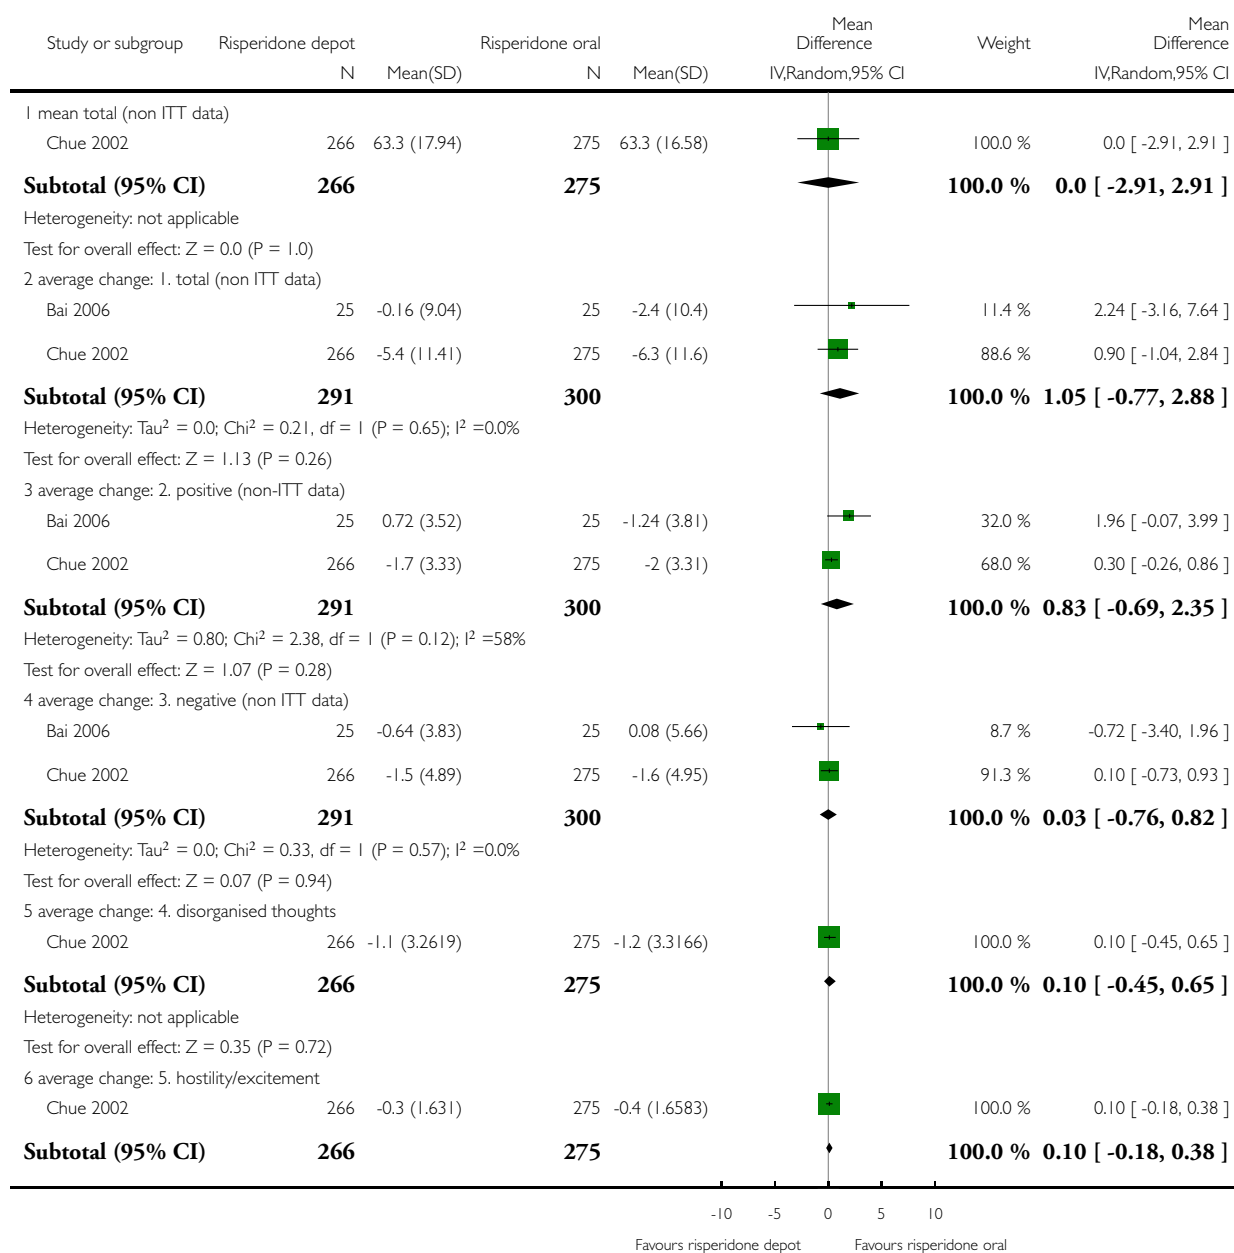 Study or subgroup Risperidone depot Risperidone oral Mean Difference Weight Mean Difference
N Mean(SD) N Mean(SD) IV,Random,95% CI IV,Random,95% CI
1 mean total (non ITT data)
Chue 2002 266 63.3 (17.94) 275 63.3 (16.58) 100.0 % 0.0 [ -2.91, 2.91 ]
Subtotal (95% CI) 266 275 100.0 % 0.0 [ -2.91, 2.91 ]
Heterogeneity: not applicable
Test for overall effect: Z = 0.0 (P = 1.0)
2 average change: 1. total (non ITT data)
Bai 2006 25 -0.16 (9.04) 25 -2.4 (10.4) 11.4 % 2.24 [ -3.16, 7.64 ]
Chue 2002 266 -5.4 (11.41) 275 -6.3 (11.6) 88.6 % 0.90 [ -1.04, 2.84 ]
Subtotal (95% CI) 291 300 100.0 % 1.05 [ -0.77, 2.88 ]
Heterogeneity: Tau² = 0.0; Chi² = 0.21, df = 1 (P = 0.65); I² =0.0%
Test for overall effect: Z = 1.13 (P = 0.26)
3 average change: 2. positive (non-ITT data)
Bai 2006 25 0.72 (3.52) 25 -1.24 (3.81) 32.0 % 1.96 [ -0.07, 3.99 ]
Chue 2002 266 -1.7 (3.33) 275 -2 (3.31) 68.0 % 0.30 [ -0.26, 0.86 ]
Subtotal (95% CI) 291 300 100.0 % 0.83 [ -0.69, 2.35 ]
Heterogeneity: Tau² = 0.80; Chi² = 2.38, df = 1 (P = 0.12); I² =58%
Test for overall effect: Z = 1.07 (P = 0.28)
4 average change: 3. negative (non ITT data)
Bai 2006 25 -0.64 (3.83) 25 0.08 (5.66) 8.7 % -0.72 [ -3.40, 1.96 ]
Chue 2002 266 -1.5 (4.89) 275 -1.6 (4.95) 91.3 % 0.10 [ -0.73, 0.93 ]
Subtotal (95% CI) 291 300 100.0 % 0.03 [ -0.76, 0.82 ]
Heterogeneity: Tau² = 0.0; Chi² = 0.33, df = 1 (P = 0.57); I² =0.0%
Test for overall effect: Z = 0.07 (P = 0.94)
5 average change: 4. disorganised thoughts
Chue 2002 266 -1.1 (3.2619) 275 -1.2 (3.3166) 100.0 % 0.10 [ -0.45, 0.65 ]
Subtotal (95% CI) 266 275 100.0 % 0.10 [ -0.45, 0.65 ]
Heterogeneity: not applicable
Test for overall effect: Z = 0.35 (P = 0.72)
6 average change: 5. hostility/excitement
Chue 2002 266 -0.3 (1.631) 275 -0.4 (1.6583) 100.0 % 0.10 [ -0.18, 0.38 ]
Subtotal (95% CI) 266 275 100.0 % 0.10 [ -0.18, 0.38 ]
-10 -5 0 5 10
Favours risperidone depot Favours risperidone oral